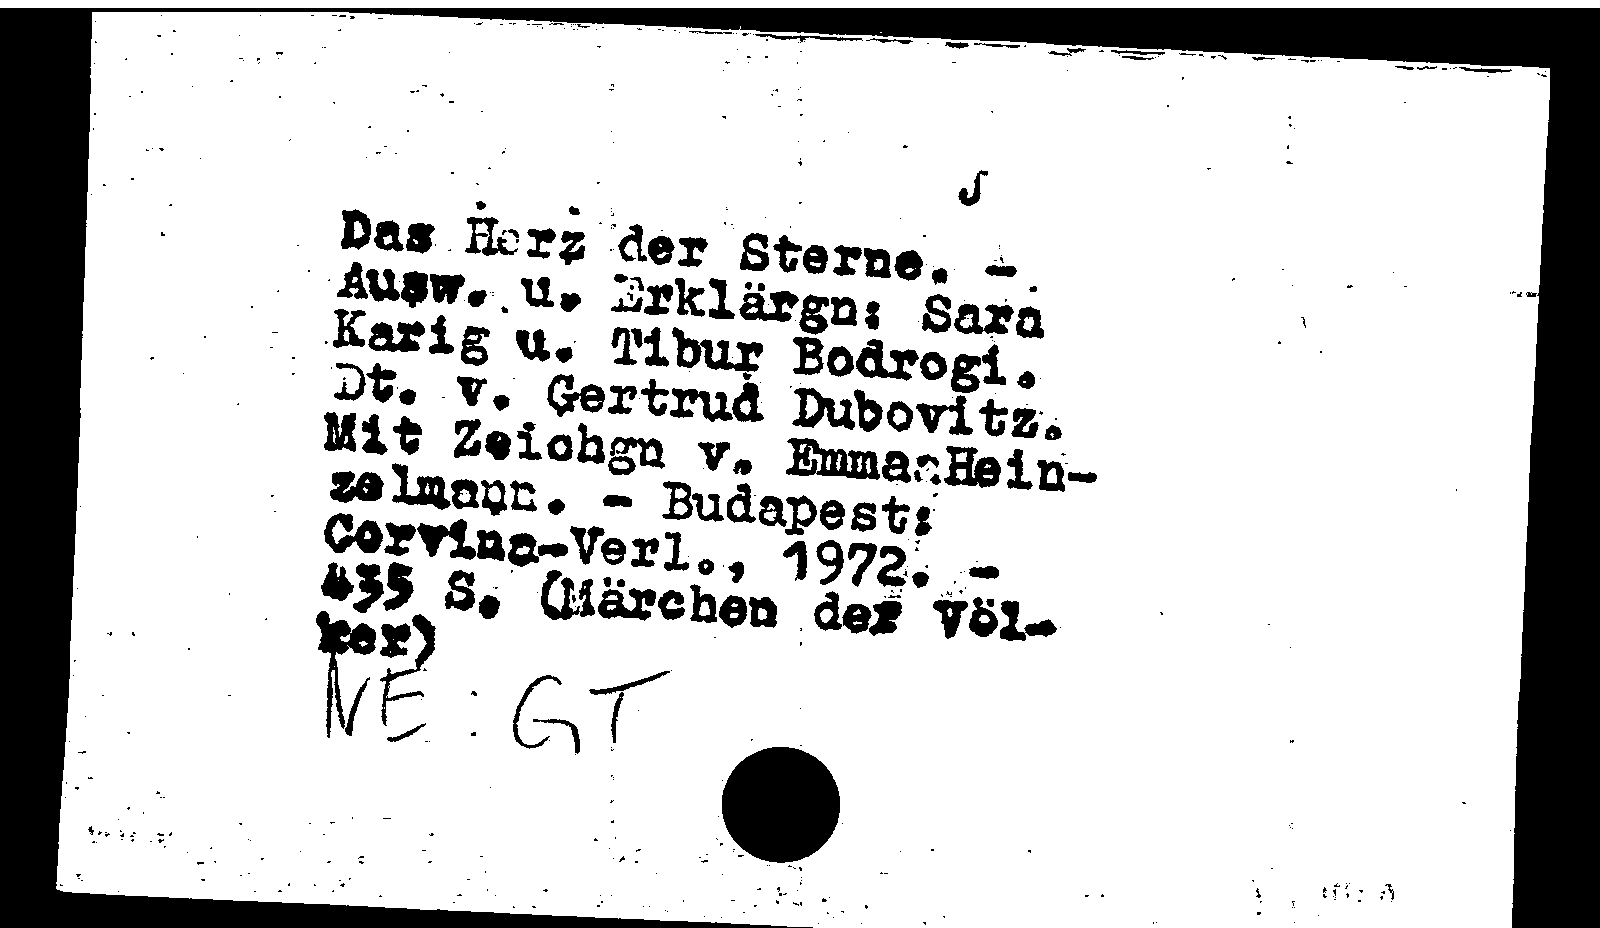 Das Herz der Sterne. -
Ausw. u. Erklärgn: Sara
Karig u. Tibur Bodrogi.
Dt. v. Gertrud Dubovitz.
Mit Zeichgn v. Emma Hein-
zelmann. - Budapest:
Corvina-Verl., 1972. -
435 S. (Märchen der Völ-
ker)
NE: GT